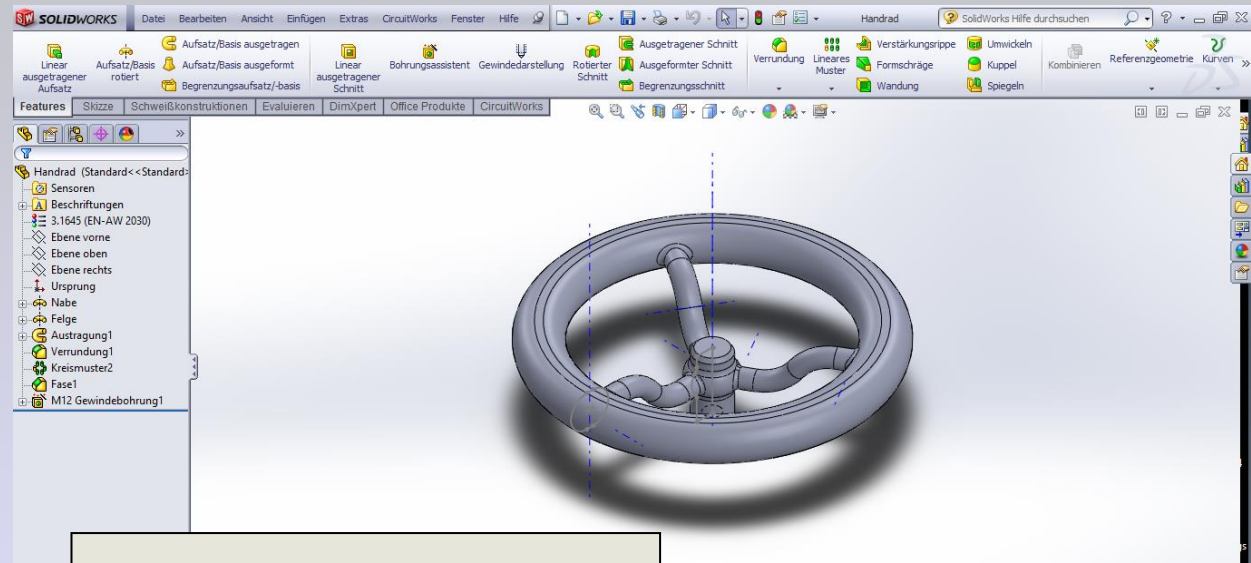 SOLIDWORKS Datei Bearbeiten Ansicht Einfügen Extras CircuitWorks Fenster Hilfe Handrad SolidWorks Hilfe durchsuchen
Linear ausgetragener Aufsatz
Aufsatz/Basis rotiert
Aufsatz/Basis ausgetragen
Aufsatz/Basis ausgeformt
Begrenzungsaufsatz/-basis
Linear ausgetragener Schnitt
Bohrungsassistent
Gewindedarstellung
Rotierter Schnitt
Ausgetragener Schnitt
Ausgeformter Schnitt
Begrenzungsschnitt
Verrundung
Lineares Muster
Verstärkungsrippe
Formschräge
Wandung
Umwickeln
Kuppel
Spiegeln
Kombinieren
Referenzgeometrie
Kurven
Features Skizze Schweißkonstruktionen Evaluieren DimXpert Office Produkte CircuitWorks
Handrad (Standard<<Standard>
Sensoren
Beschriftungen
3.1645 (EN-AW 2030)
Ebene vorne
Ebene oben
Ebene rechts
Ursprung
Nabe
Felge
Austragung1
Verrundung1
Kreismuster2
Fase1
M12 Gewindebohrung1